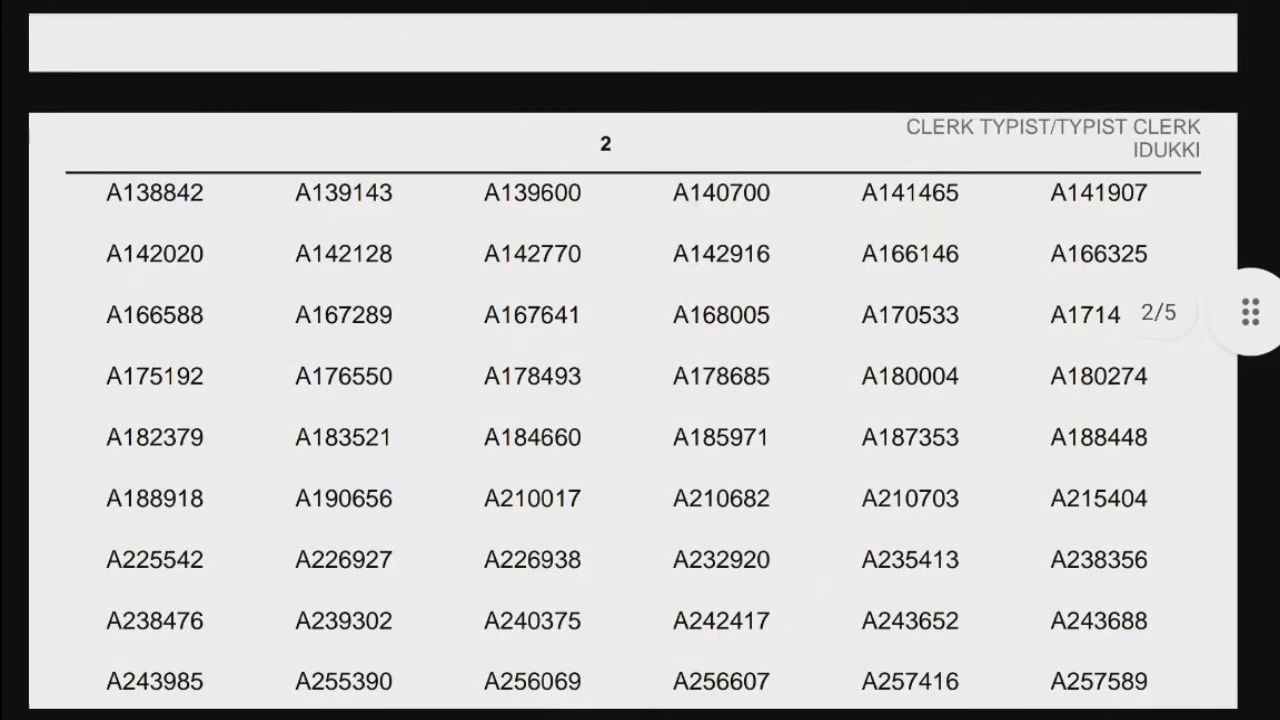 CLERK TYPIST/TYPIST CLERK
2
IDUKKI
A138842 A139143 A139600 A140700 A141465 A141907
A142020 A142128 A142770 A142916 A166146 A166325
A166588 A167289 A167641 A168005 A170533 A1714
2/5
A175192 A176550 A178493 A178685 A180004 A180274
A182379 A183521 A184660 A185971 A187353 A188448
A188918 A190656 A210017 A210682 A210703 A215404
A225542 A226927 A226938 A232920 A235413 A238356
A238476 A239302 A240375 A242417 A243652 A243688
A243985 A255390 A256069 A256607 A257416 A257589